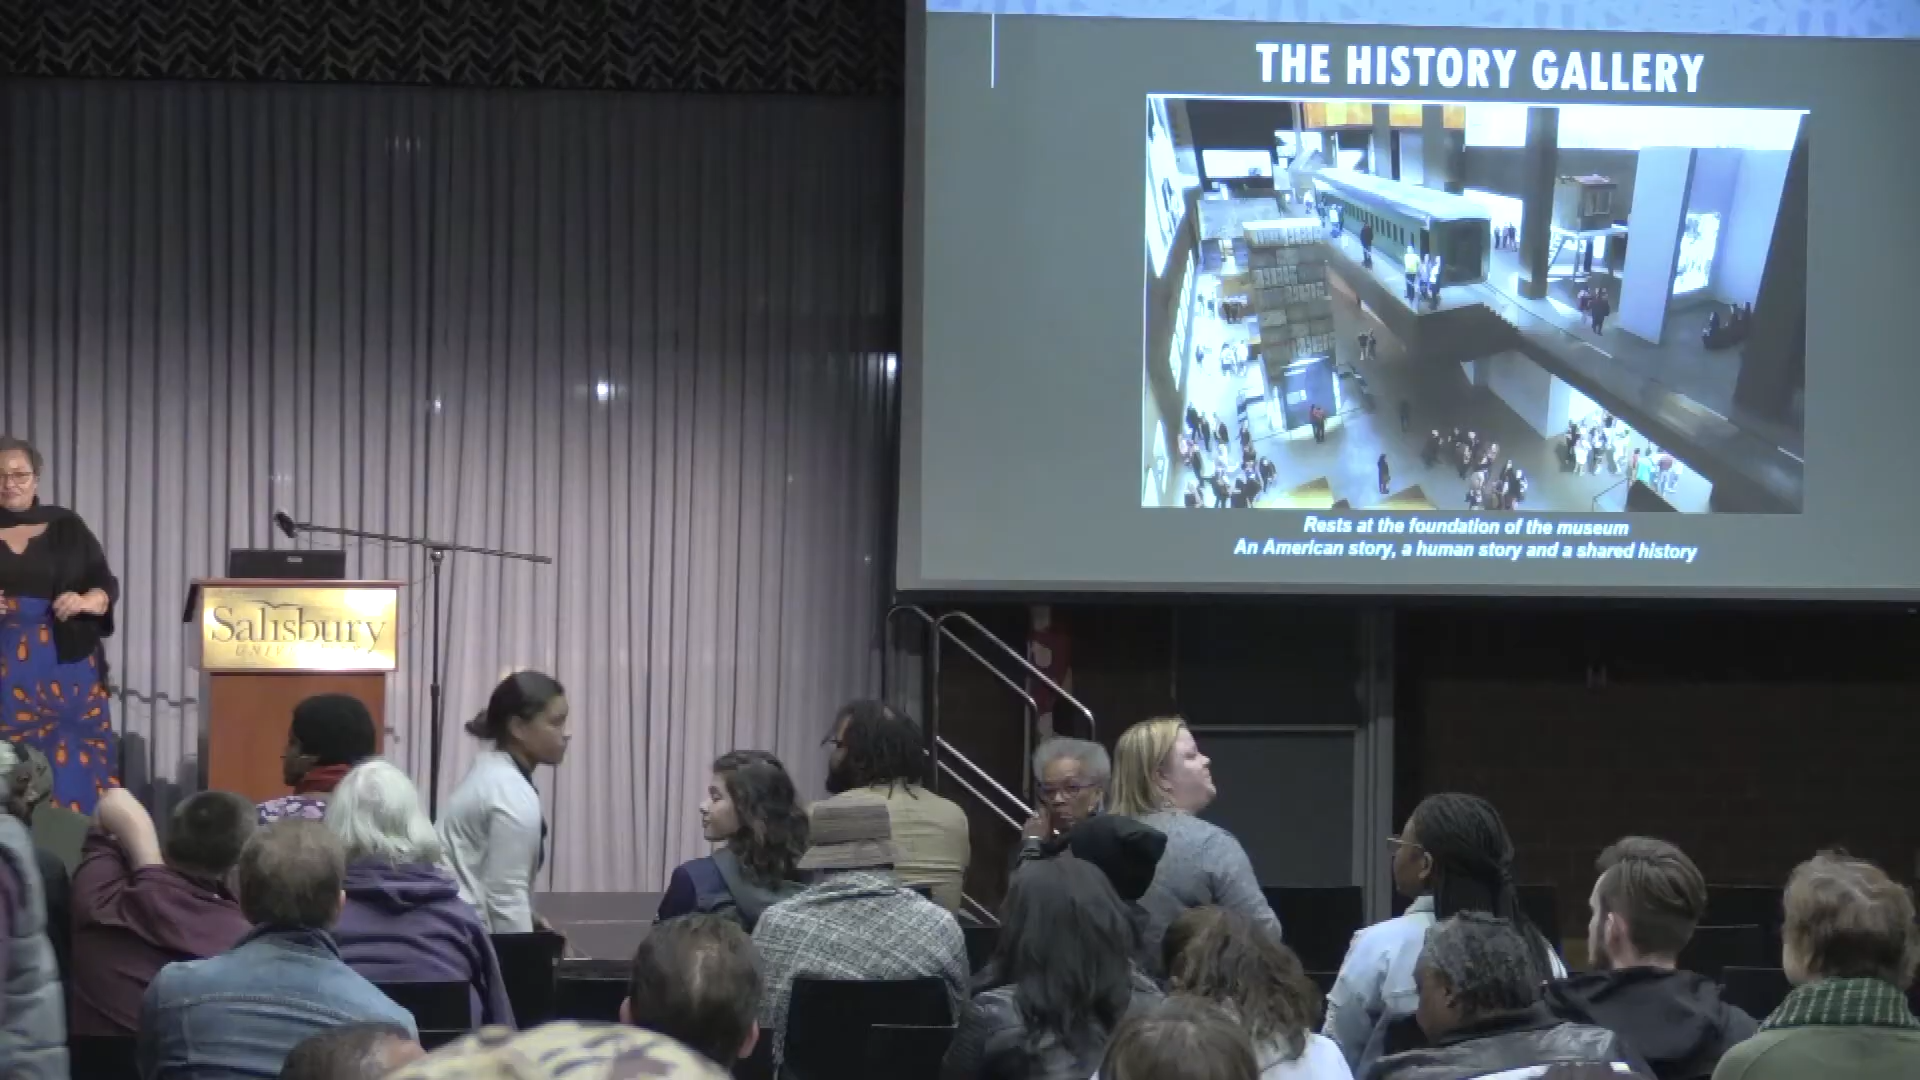 THE HISTORY GALLERY
Rests at the foundation of the museum
An American story, a human story and a shared history
Salisbury